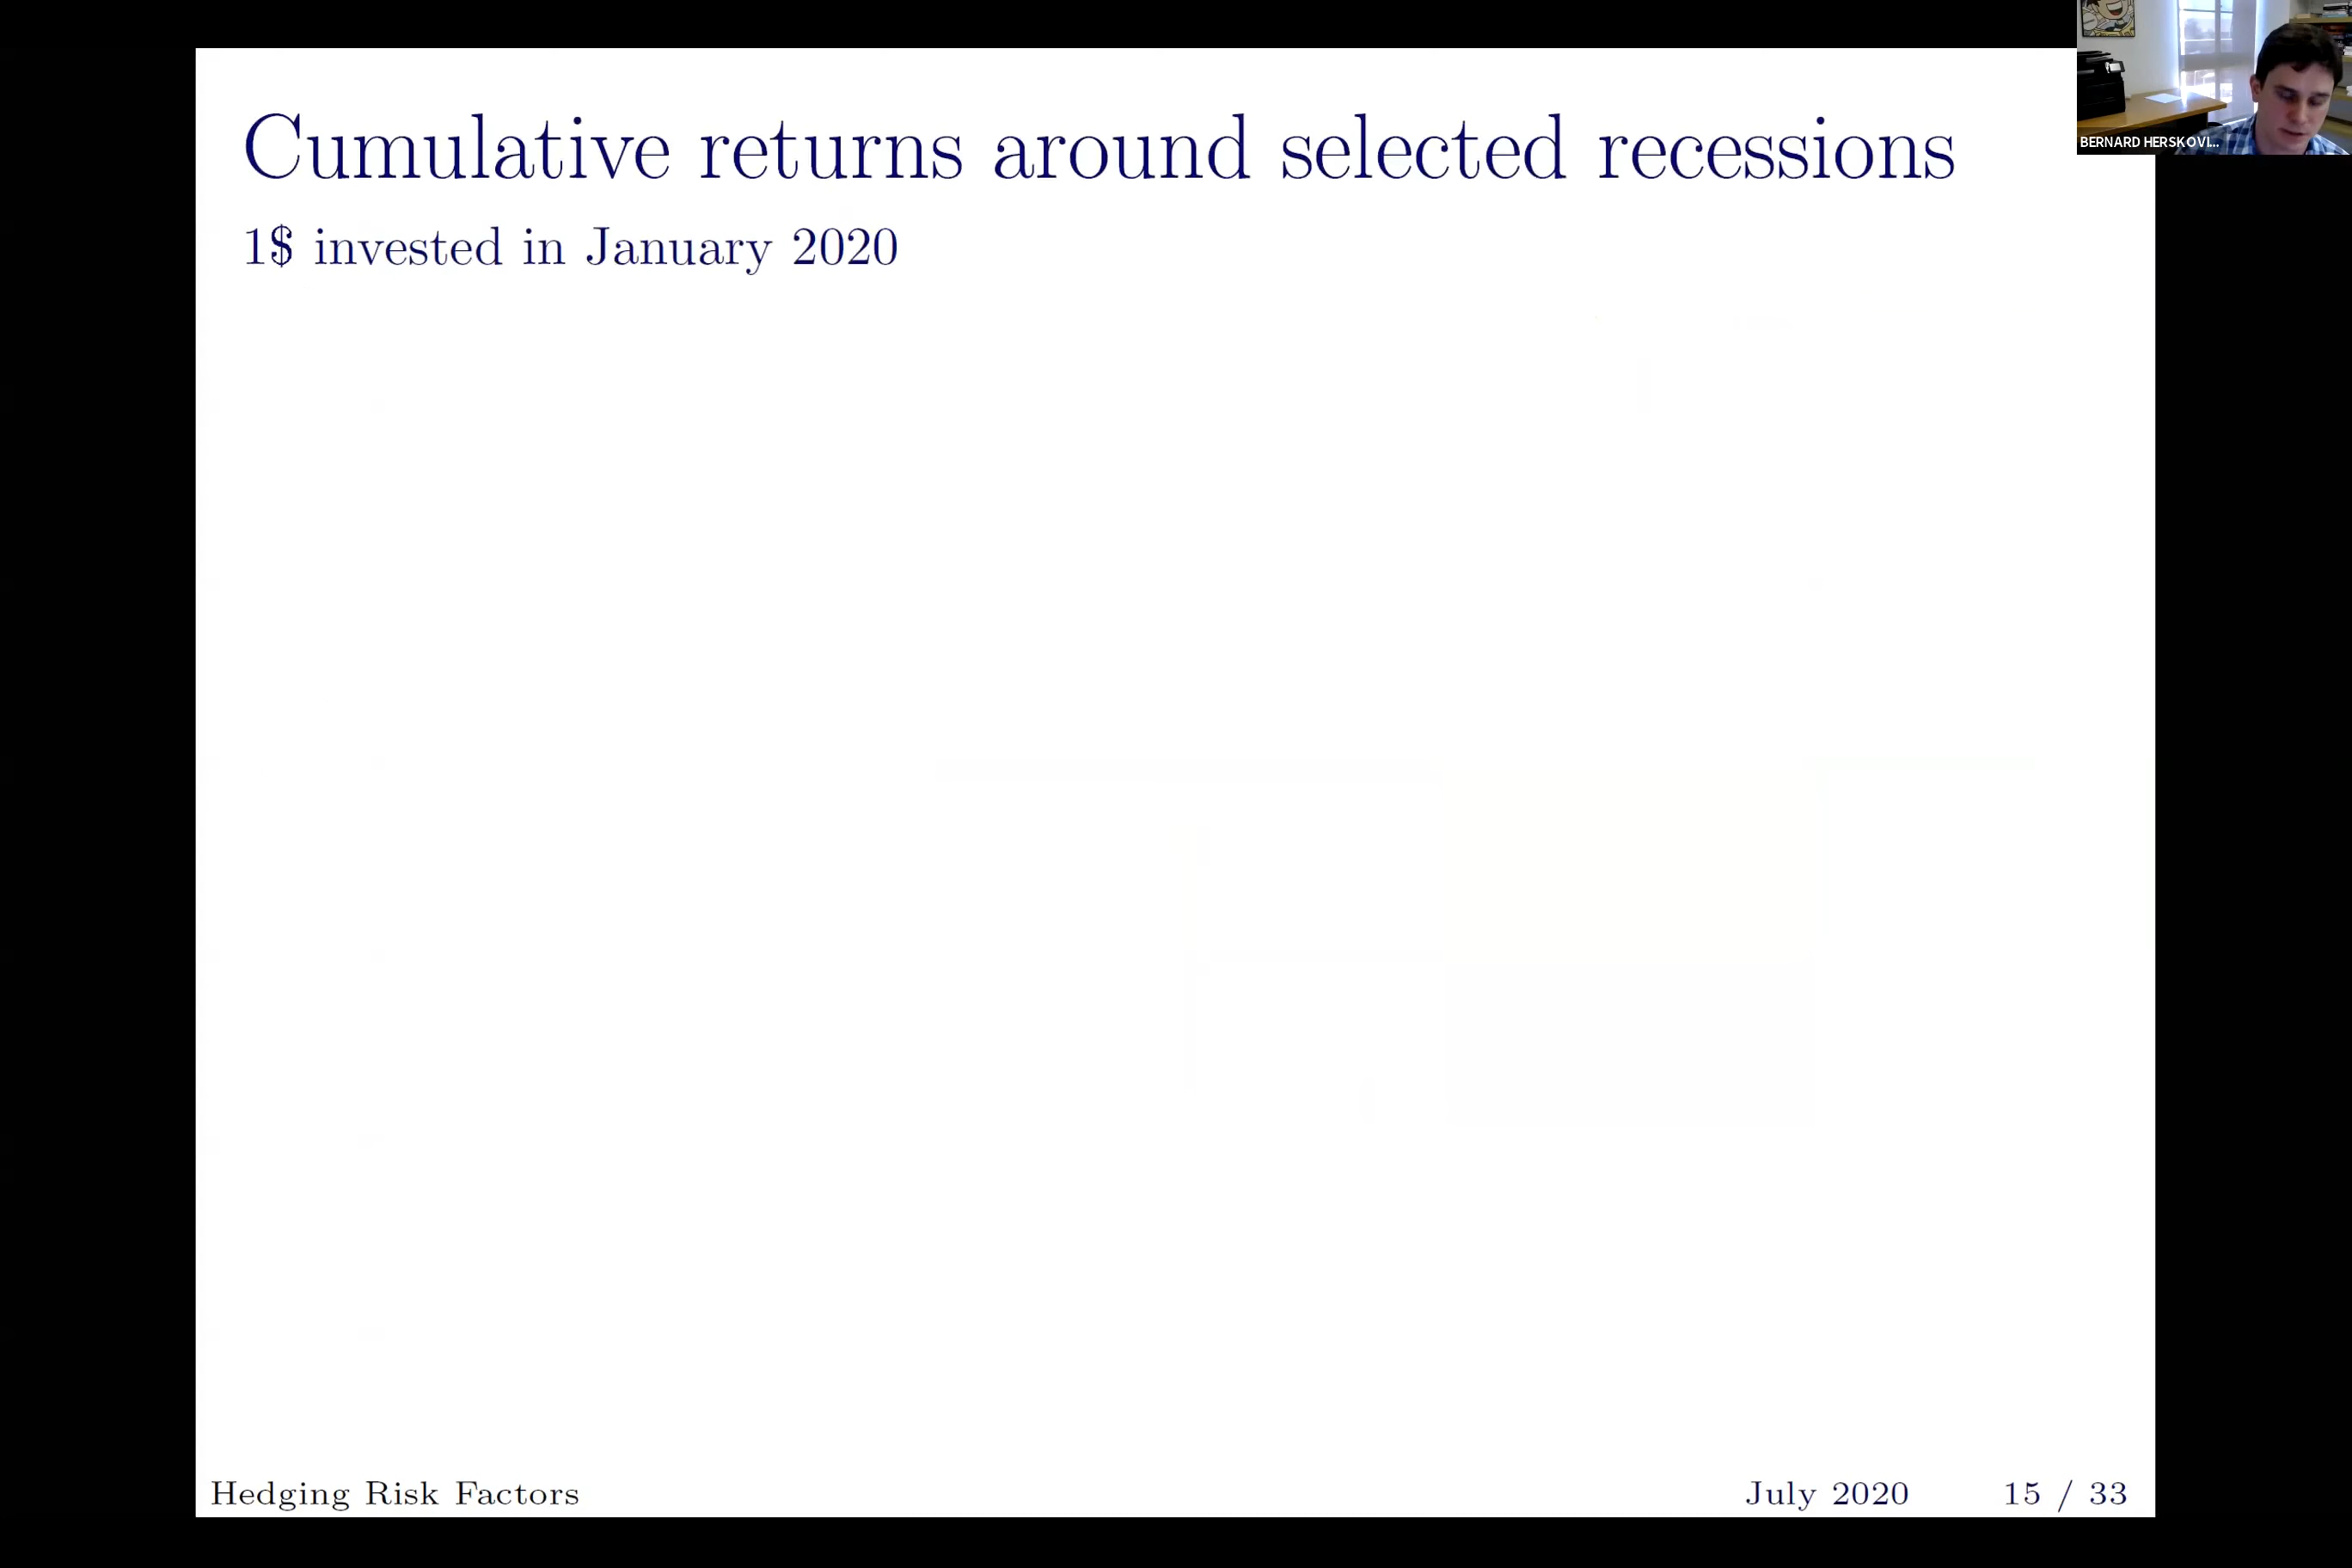 Cumulative returns around selected recessions
1$ invested in January 2020
BERNARD HERSKOVI...
Hedging Risk Factors
July 2020
15 / 33